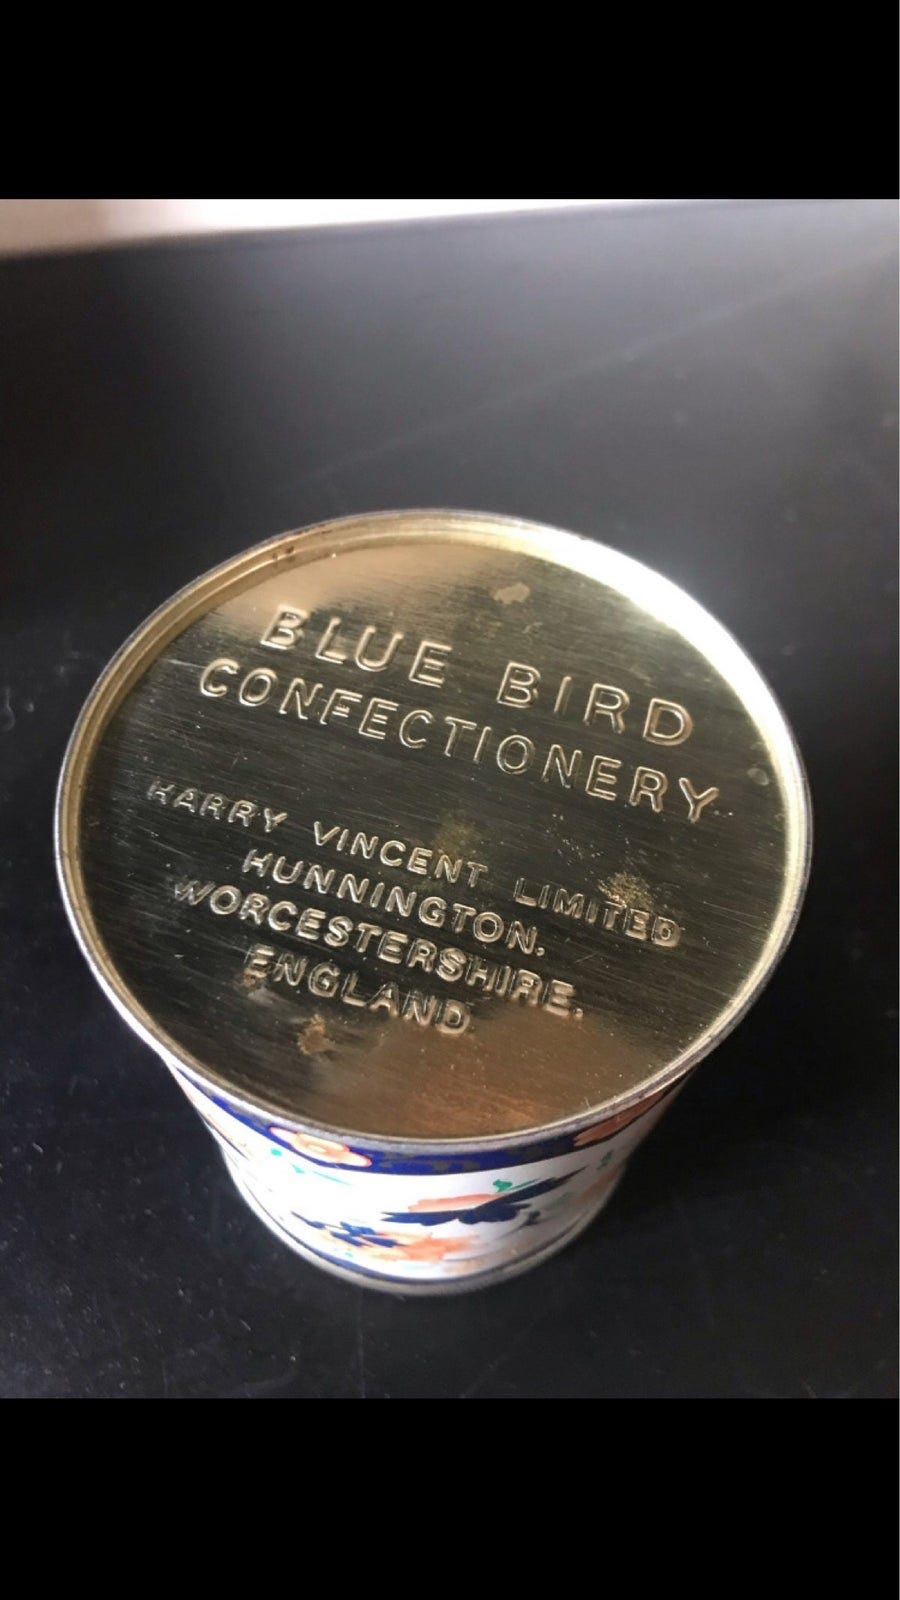 BLUE BIRD
CONFECTIONERY
HARRY VINCENT LIMITED
HUNNINGTON.
WORCESTERSHIRE.
ENGLAND